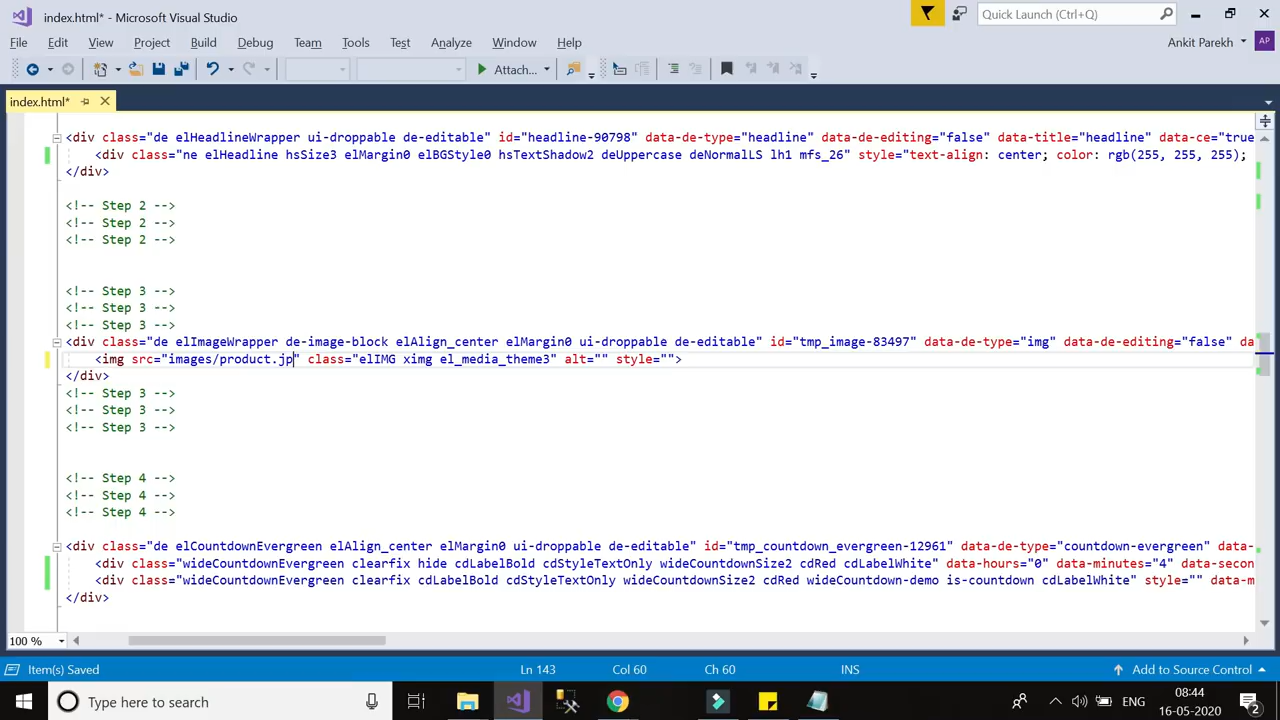 index.html* - Microsoft Visual Studio
Quick Launch (Ctrl+Q)
File Edit View Project Build Debug Team Tools Test Analyze Window Help
Ankit Parekh AP
Attach...
index.html*
<div class="de elHeadlineWrapper ui-droppable de-editable" id="headline-90798" data-de-type="headline" data-de-editing="false" data-title="headline" data-ce="true
<div class="ne elHeadline hsSize3 elMargin0 elBGStyle0 hsTextShadow2 deUppercase deNormalLS lh1 mfs_26" style="text-align: center; color: rgb(255, 255, 255);
</div>
<!-- Step 2 -->
<!-- Step 2 -->
<!-- Step 2 -->
<!-- Step 3 -->
<!-- Step 3 -->
<!-- Step 3 -->
<div class="de elImageWrapper de-image-block elAlign_center elMargin0 ui-droppable de-editable" id="tmp_image-83497" data-de-type="img" data-de-editing="false" da
<img src="images/product.jp" class="elIMG ximg el_media_theme3" alt="" style="">
</div>
<!-- Step 3 -->
<!-- Step 3 -->
<!-- Step 3 -->
<!-- Step 4 -->
<!-- Step 4 -->
<!-- Step 4 -->
<div class="de elCountdownEvergreen elAlign_center elMargin0 ui-droppable de-editable" id="tmp_countdown_evergreen-12961" data-de-type="countdown-evergreen" data-
<div class="wideCountdownEvergreen clearfix hide cdLabelBold cdStyleTextOnly wideCountdownSize2 cdRed cdLabelWhite" data-hours="0" data-minutes="4" data-secon
<div class="wideCountdownEvergreen clearfix cdLabelBold cdStyleTextOnly wideCountdownSize2 cdRed wideCountdown-demo is-countdown cdLabelWhite" style="" data-m
</div>
100 %
Item(s) Saved Ln 143 Col 60 Ch 60 INS Add to Source Control
Type here to search
ENG
08:44
16-05-2020
2